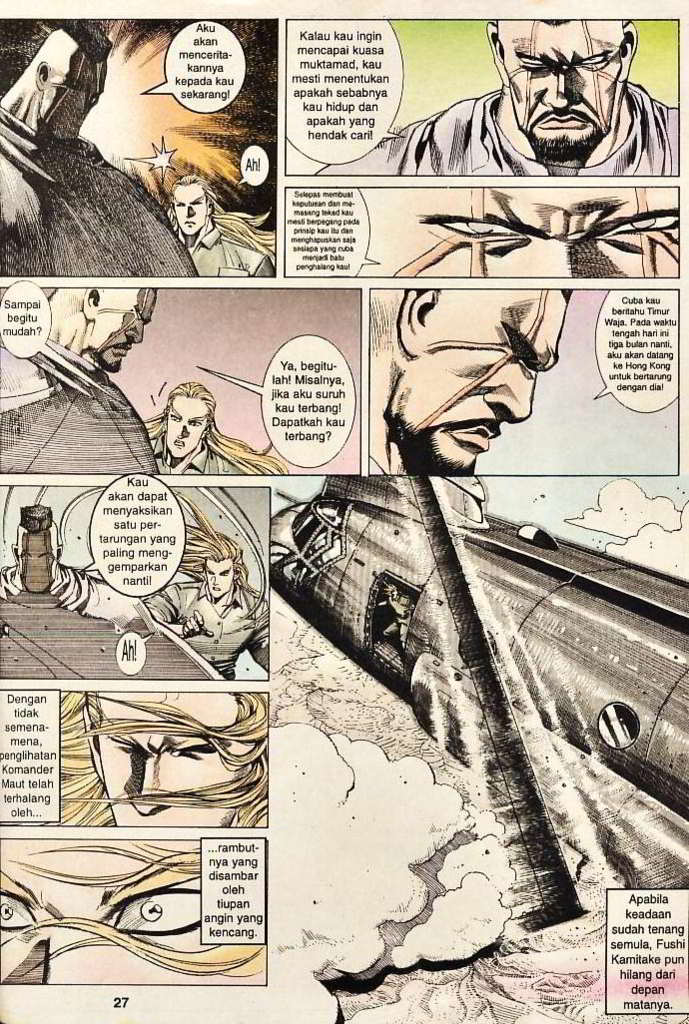 Aku
akan
mencerita-
kannya
kepada kau
sekarang!
Ah!
Kalau kau ingin
mencapai kuasa
muktamad, kau
mesti menentukan
apakah sebabnya
kau hidup dan
apakah yang
hendak cari!
Selepas membuat
keputusan dan me-
masang tekad kau
mesti berpegang pada
prinsip kau itu dan
menghapuskan saja
sesiapa yang cuba
menjadi batu
penghalang kau!
Sampai
begitu
mudah?
Ya, begitu-
lah! Misalnya,
jika aku suruh
kau terbang!
Dapatkah kau
terbang?
Cuba kau
beritahu Timur
Waja. Pada waktu
tengah hari ini
tiga bulan nanti,
aku akan datang
ke Hong Kong
untuk bertarung
dengan dia!
Kau
akan dapat
menyaksikan
satu per-
tarungan yang
paling meng-
gemparkan
nanti!
Ah!
Dengan
tidak
semena-
mena,
penglihatan
Komander
Maut telah
terhalang
oleh...
...rambut-
nya yang
disambar
oleh
tiupan
angin yang
kencang.
Apabila
keadaan
sudah tenang
semula, Fushi
Kamitake pun
hilang dari
depan
matanya.
27